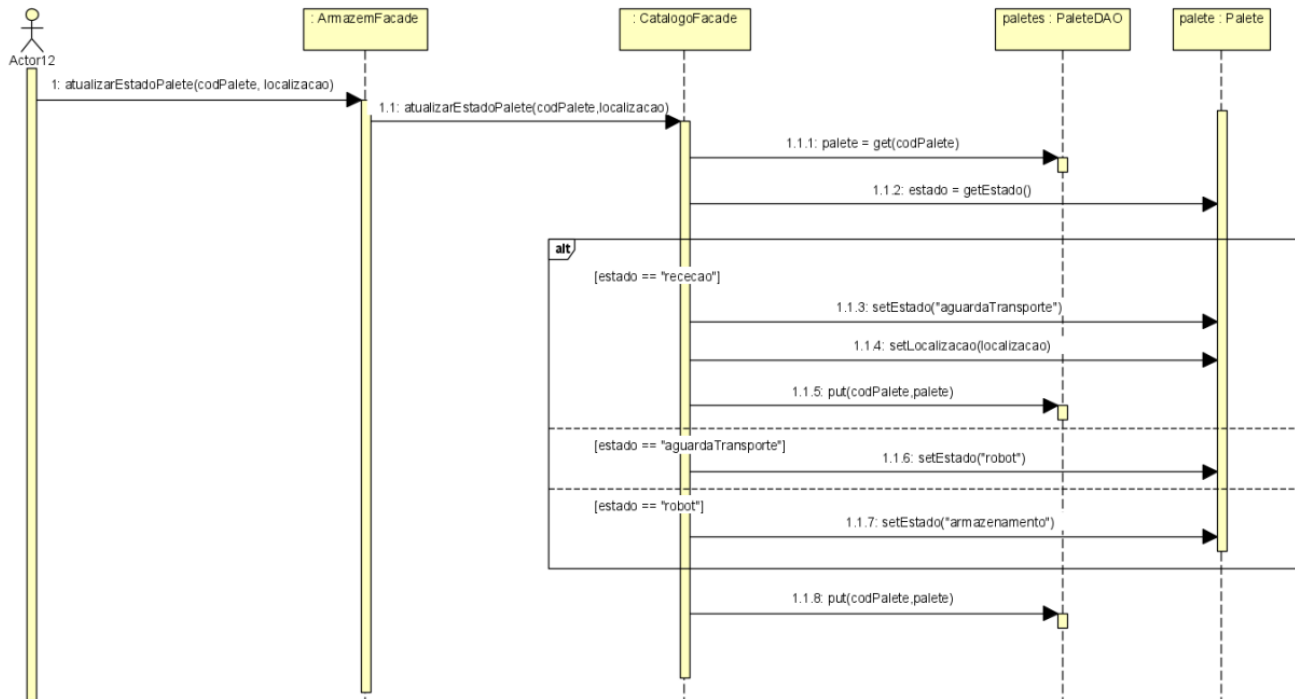 : ArmazemFacade
: CatalogoFacade
paletes : PaleteDAO
palete : Palete
Actor12
1: atualizarEstadoPalete(codPalete, localizacao)
1.1: atualizarEstadoPalete(codPalete,localizacao)
1.1.1: palete = get(codPalete)
1.1.2: estado = getEstado()
alt
[estado == "rececao"]
1.1.3: setEstado("aguardaTransporte")
1.1.4: setLocalizacao(localizacao)
1.1.5: put(codPalete,palete)
[estado == "aguardaTransporte"]
1.1.6: setEstado("robot")
[estado == "robot"]
1.1.7: setEstado("armazenamento")
1.1.8: put(codPalete,palete)